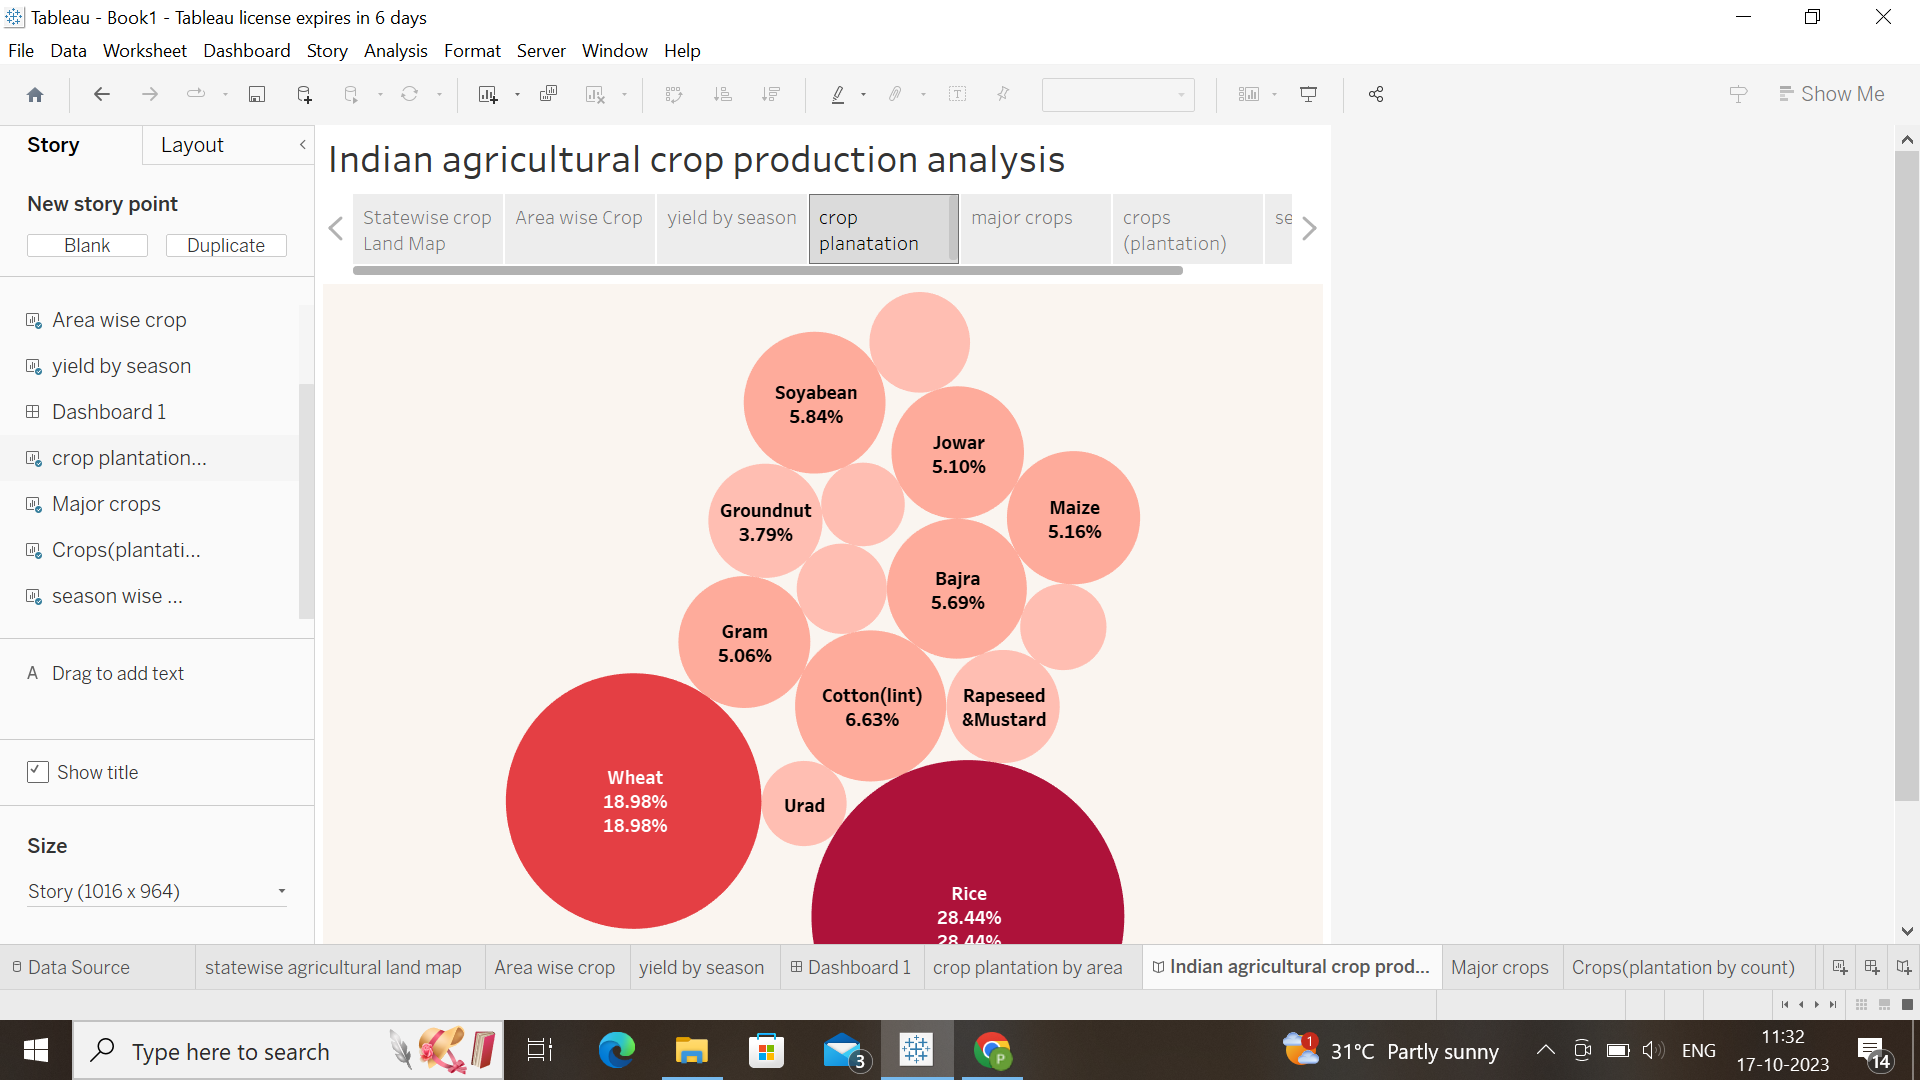 Tableau - Book1 - Tableau license expires in 6 days
File Data Worksheet Dashboard Story Analysis Format Server Window Help
Show Me
Story
Layout
New story point
Blank
Duplicate
Area wise crop
yield by season
Dashboard 1
crop plantation...
Major crops
Crops(plantati...
season wise ...
A Drag to add text
Show title
Size
Story (1016 x 964)
Indian agricultural crop production analysis
Statewise crop
Land Map
Area wise Crop
yield by season
crop
planatation
major crops
crops
(plantation)
se
Soyabean
5.84%
Jowar
5.10%
Maize
5.16%
Groundnut
3.79%
Bajra
5.69%
Gram
5.06%
Cotton(lint)
6.63%
Rapeseed
&Mustard
Wheat
18.98%
18.98%
Urad
Rice
28.44%
28.44%
Data Source
statewise agricultural land map
Area wise crop
yield by season
Dashboard 1
crop plantation by area
Indian agricultural crop prod...
Major crops
Crops(plantation by count)
Type here to search
3
P
1
31°C Partly sunny
ENG
11:32
17-10-2023
14